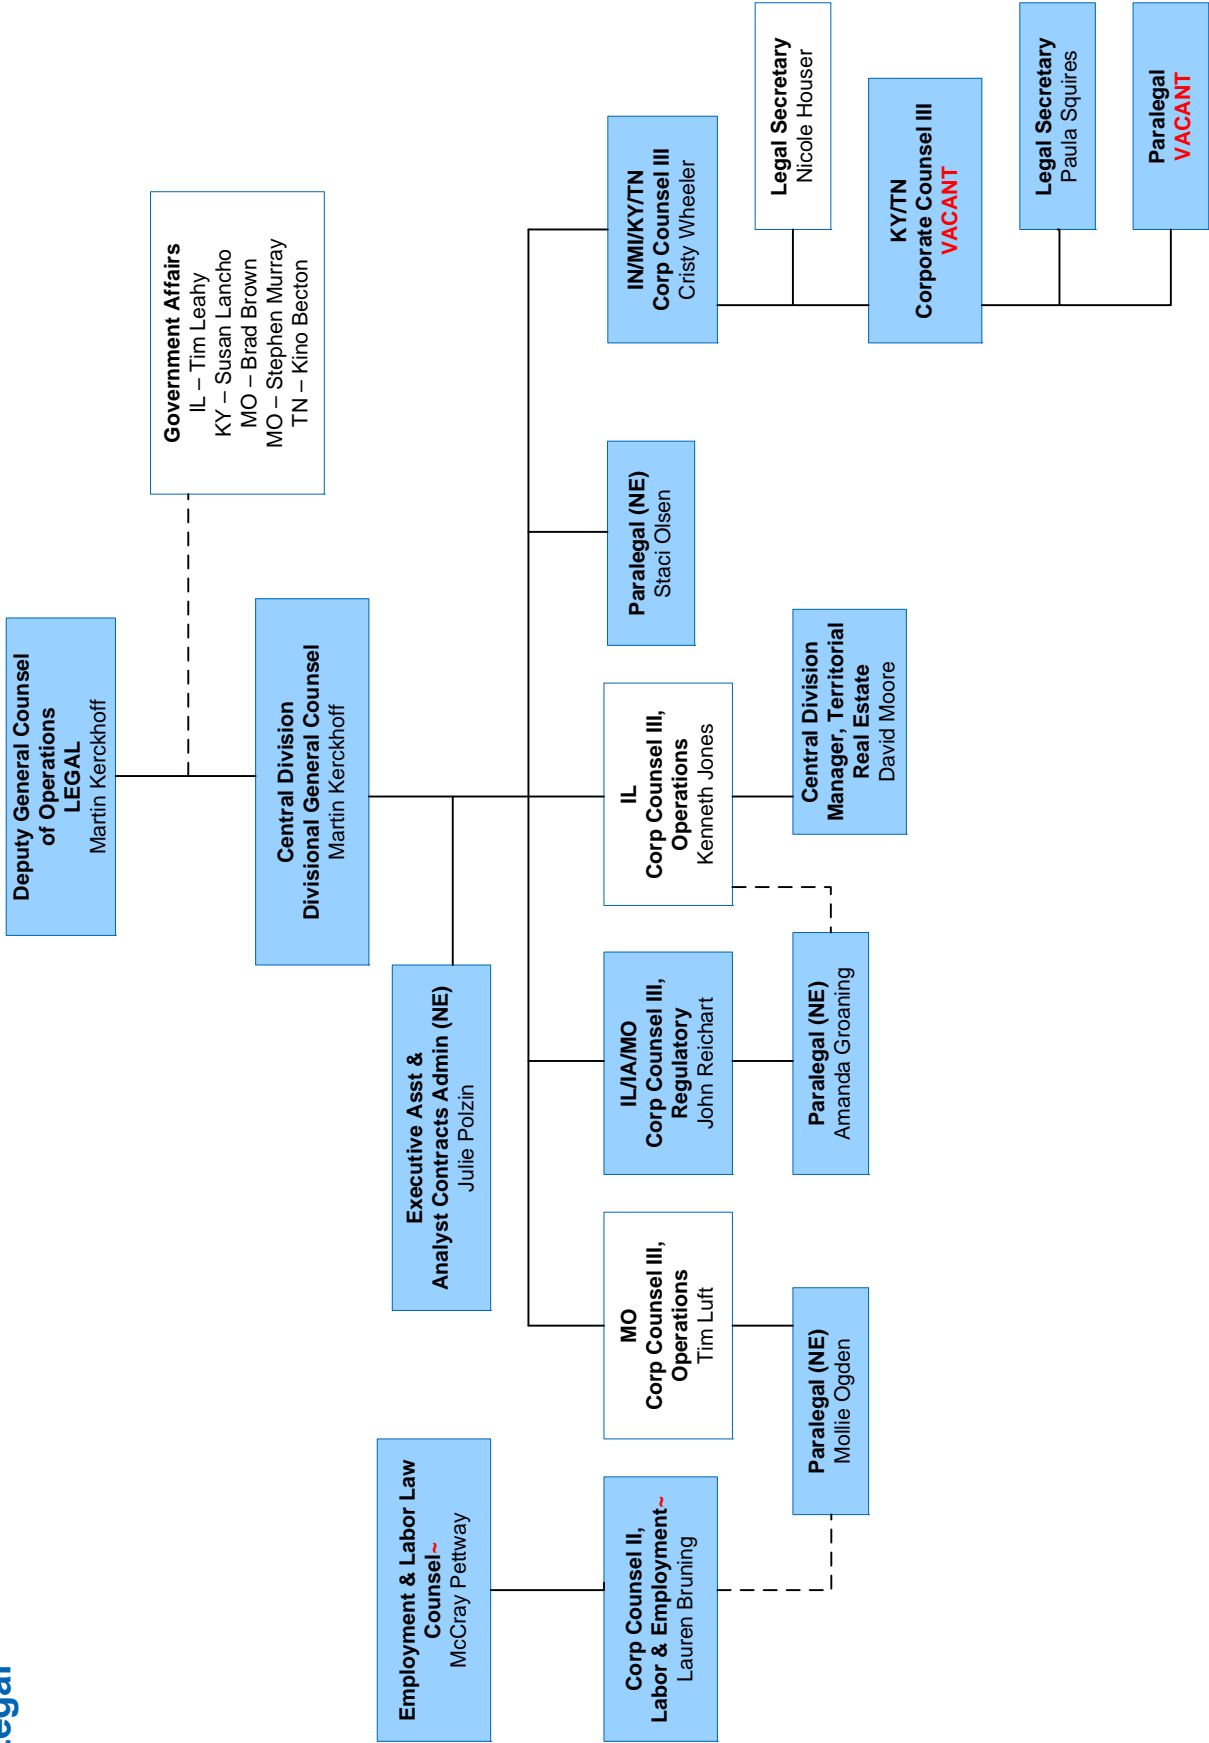 Legal
Deputy General Counsel
of Operations
LEGAL
Martin Kerckhoff
Government Affairs
IL – Tim Leahy
KY – Susan Lancho
MO – Brad Brown
MO – Stephen Murray
TN – Kino Becton
Central Division
Divisional General Counsel
Martin Kerckhoff
Employment & Labor Law
Counsel~
McCray Pettway
Executive Asst &
Analyst Contracts Admin (NE)
Julie Polzin
Corp Counsel II,
Labor & Employment~
Lauren Bruning
MO
Corp Counsel III,
Operations
Tim Luft
IL/IA/MO
Corp Counsel III,
Regulatory
John Reichart
IL
Corp Counsel III,
Operations
Kenneth Jones
Paralegal (NE)
Staci Olsen
IN/MI/KY/TN
Corp Counsel III
Cristy Wheeler
Legal Secretary
Nicole Houser
Paralegal (NE)
Mollie Ogden
Paralegal (NE)
Amanda Groaning
Central Division
Manager, Territorial
Real Estate
David Moore
KY/TN
Corporate Counsel III
VACANT
Legal Secretary
Paula Squires
Paralegal
VACANT